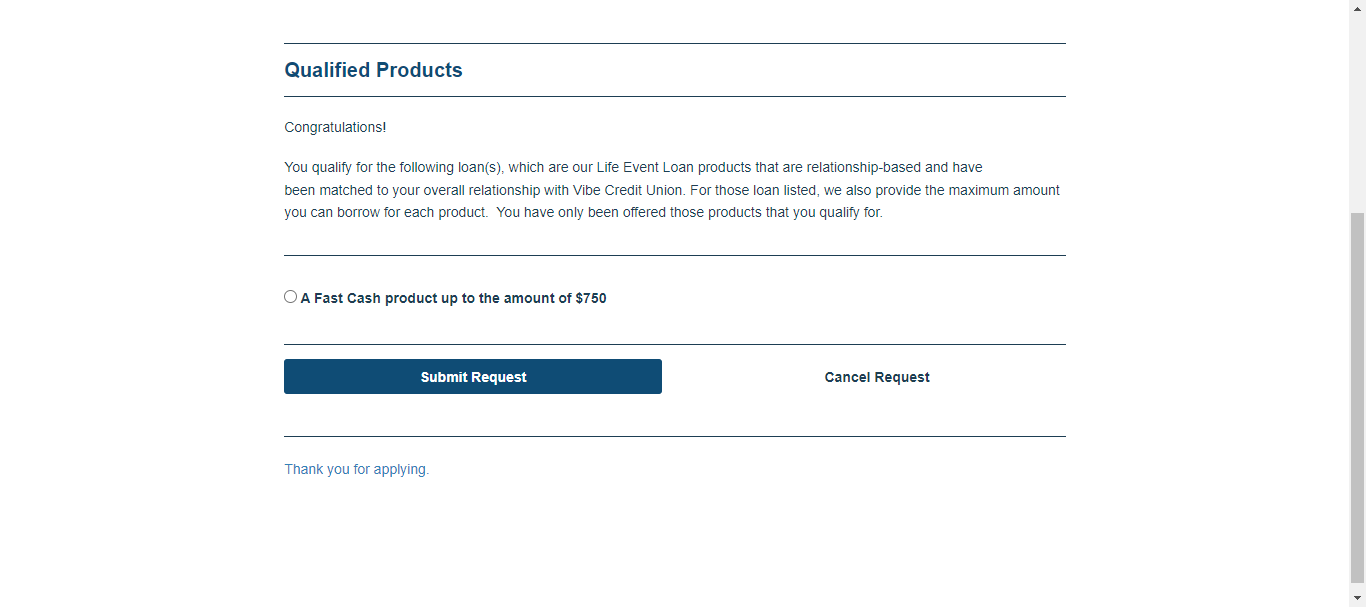 Qualified Products
Congratulations!
You qualify for the following loan(s), which are our Life Event Loan products that are relationship-based and have
been matched to your overall relationship with Vibe Credit Union. For those loan listed, we also provide the maximum amount
you can borrow for each product.  You have only been offered those products that you qualify for.
A Fast Cash product up to the amount of $750
Submit Request
Cancel Request
Thank you for applying.